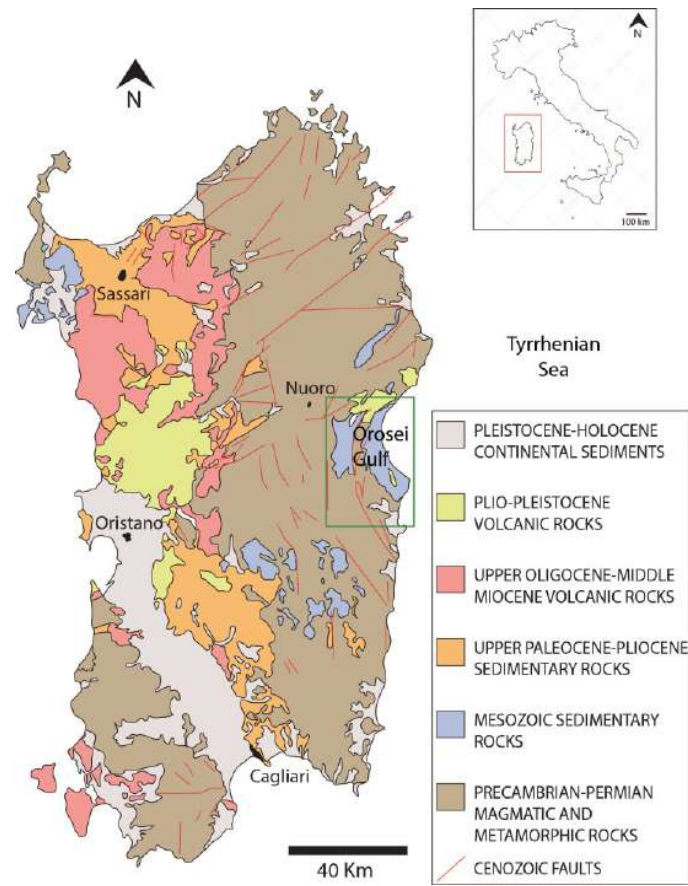 N
N
100 km
Sassari
Nuoro
Tyrrhenian
Sea
Orosei
Gulf
Oristano
Cagliari
40 Km
PLEISTOCENE-HOLOCENE
CONTINENTAL SEDIMENTS
PLIO-PLEISTOCENE
VOLCANIC ROCKS
UPPER OLIGOCENE-MIDDLE
MIOCENE VOLCANIC ROCKS
UPPER PALEOCENE-PLIOCENE
SEDIMENTARY ROCKS
MESOZOIC SEDIMENTARY
ROCKS
PRECAMBRIAN-PERMIAN
MAGMATIC AND
METAMORPHIC ROCKS
CENOZOIC FAULTS